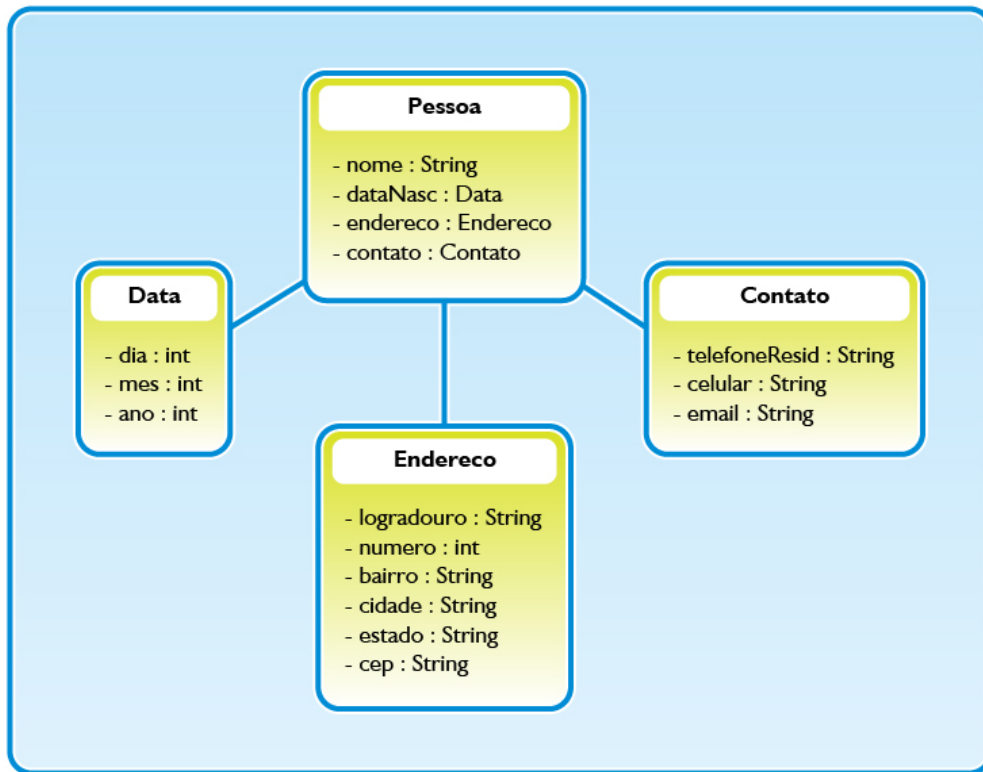 Pessoa
- nome : String
- dataNasc : Data
- endereco : Endereco
- contato : Contato
Data
- dia : int
- mes : int
- ano : int
Contato
- telefoneResid : String
- celular : String
- email : String
Endereco
- logradouro : String
- numero : int
- bairro : String
- cidade : String
- estado : String
- cep : String